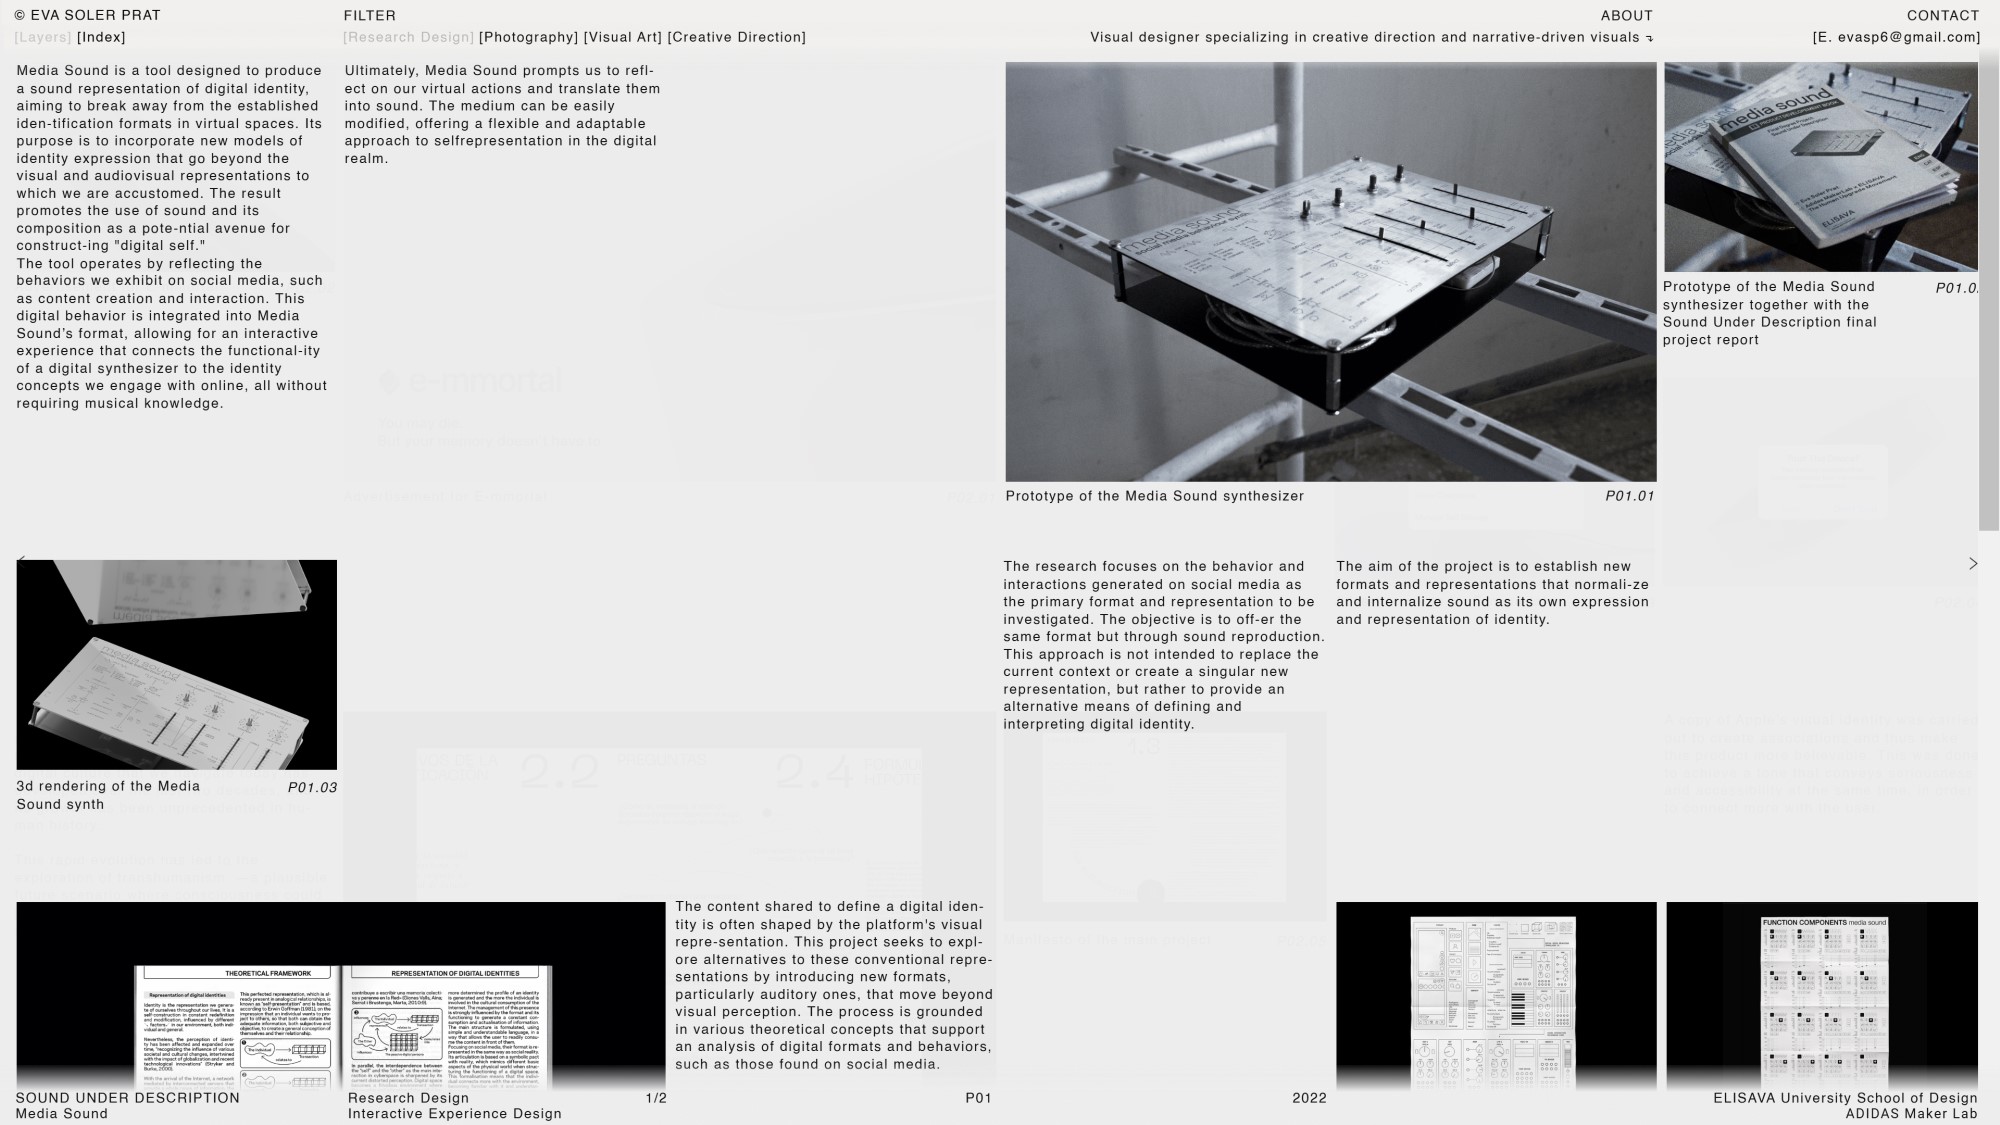 © EVA SOLER PRAT
[Layers] [Index]
FILTER
[Research Design] [Photography] [Visual Art] [Creative Direction]
ABOUT
Visual designer specializing in creative direction and narrative-driven visuals
CONTACT
[E. evasp6@gmail.com]
Media Sound is a tool designed to produce
a sound representation of digital identity,
aiming to break away from the established
iden-tification formats in virtual spaces. Its
purpose is to incorporate new models of
identity expression that go beyond the
visual and audiovisual representations to
which we are accustomed. The result
promotes the use of sound and its
composition as a pote-ntial avenue for
construct-ing "digital self."
The tool operates by reflecting the
behaviors we exhibit on social media, such
as content creation and interaction. This
digital behavior is integrated into Media
Sound’s format, allowing for an interactive
experience that connects the functional-ity
of a digital synthesizer to the identity
concepts we engage with online, all without
requiring musical knowledge.
Ultimately, Media Sound prompts us to refl-
ect on our virtual actions and translate them
into sound. The medium can be easily
modified, offering a flexible and adaptable
approach to selfrepresentation in the digital
realm.
e-mmortal
media sound
Prototype of the Media Sound synthesizer
P01.01
media sound
Eva Soler Prat
ELISAVA
Prototype of the Media Sound
synthesizer together with the
Sound Under Description final
project report
3d rendering of the Media
Sound synth
P01.03
The research focuses on the behavior and
interactions generated on social media as
the primary format and representation to be
investigated. The objective is to off-er the
same format but through sound reproduction.
This approach is not intended to replace the
current context or create a singular new
representation, but rather to provide an
alternative means of defining and
interpreting digital identity.
The aim of the project is to establish new
formats and representations that normali-ze
and internalize sound as its own expression
and representation of identity.
2.2
2.4
THEORETICAL FRAMEWORK
Representation of digital identities
REPRESENTATION OF DIGITAL IDENTITIES
The content shared to define a digital iden-
tity is often shaped by the platform's visual
repre-sentation. This project seeks to expl-
ore alternatives to these conventional repre-
sentations by introducing new formats,
particularly auditory ones, that move beyond
visual perception. The process is grounded
in various theoretical concepts that support
an analysis of digital formats and behaviors,
such as those found on social media.
FUNCTION COMPONENTS media sound
SOUND UNDER DESCRIPTION
Media Sound
Research Design
Interactive Experience Design
1/2
P01
2022
ELISAVA University School of Design
ADIDAS Maker Lab